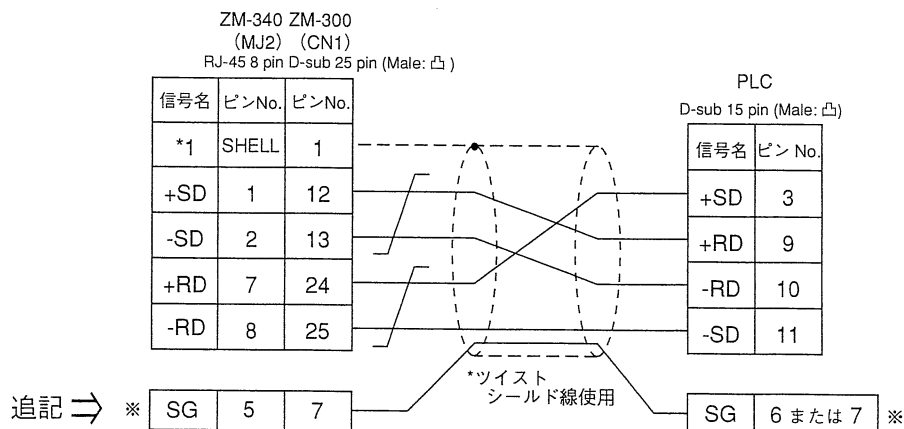 ZM-340 ZM-300
(MJ2) (CN1)
RJ-45 8 pin D-sub 25 pin (Male: 凸)
信号名 ピンNo. ピンNo.
*1 SHELL 1
+SD 1 12
-SD 2 13
+RD 7 24
-RD 8 25
PLC
D-sub 15 pin (Male: 凸)
信号名 ピン No.
+SD 3
+RD 9
-RD 10
-SD 11
*ツイスト
シールド線使用
追記 ⇒ ※ SG 5 7
SG 6 または 7 ※